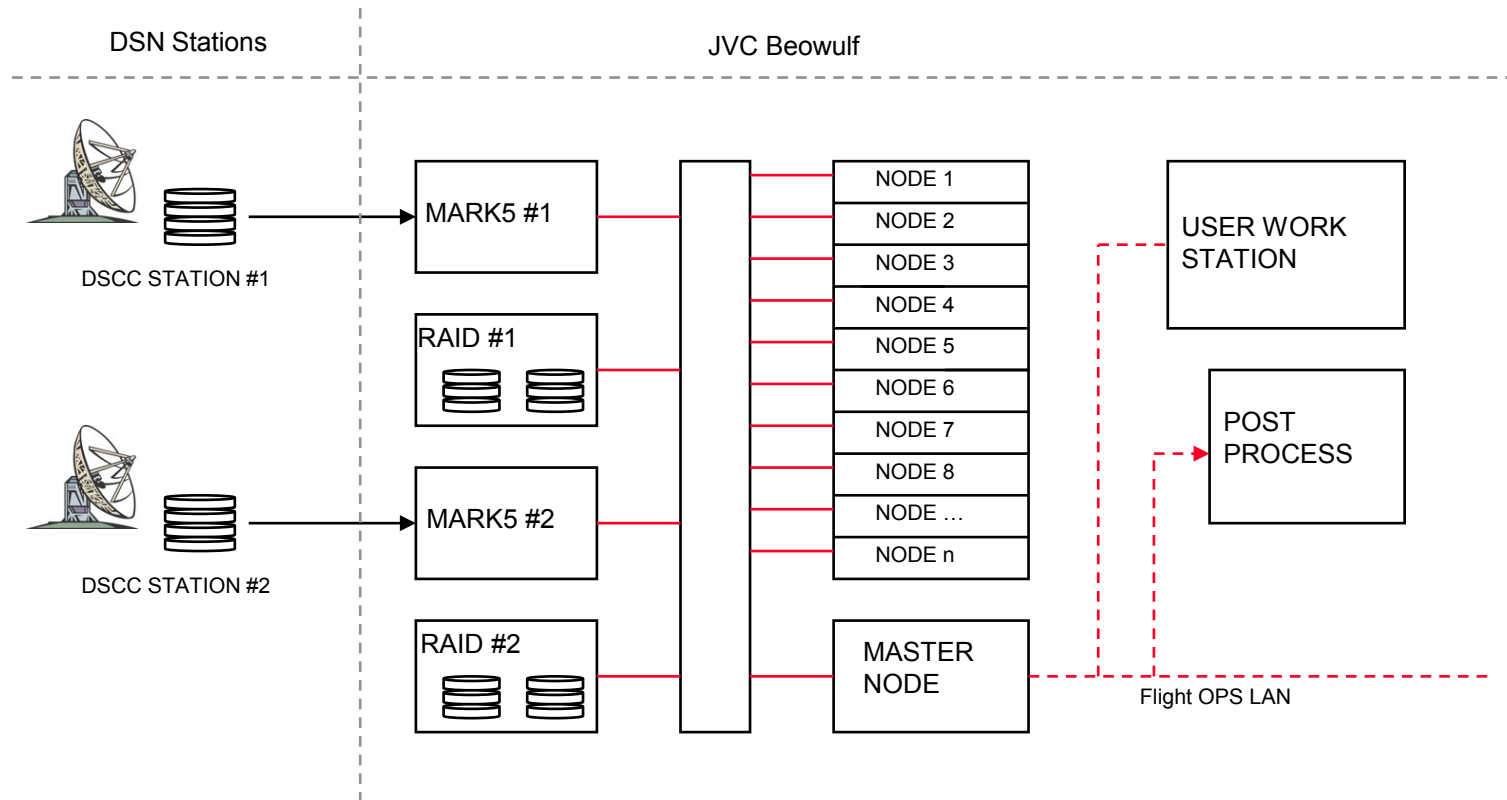 DSN Stations
JVC Beowulf
DSCC STATION #1
MARK5 #1
RAID #1
DSCC STATION #2
MARK5 #2
RAID #2
NODE 1
NODE 2
NODE 3
NODE 4
NODE 5
NODE 6
NODE 7
NODE 8
NODE …
NODE n
MASTER
NODE
USER WORK
STATION
POST
PROCESS
Flight OPS LAN